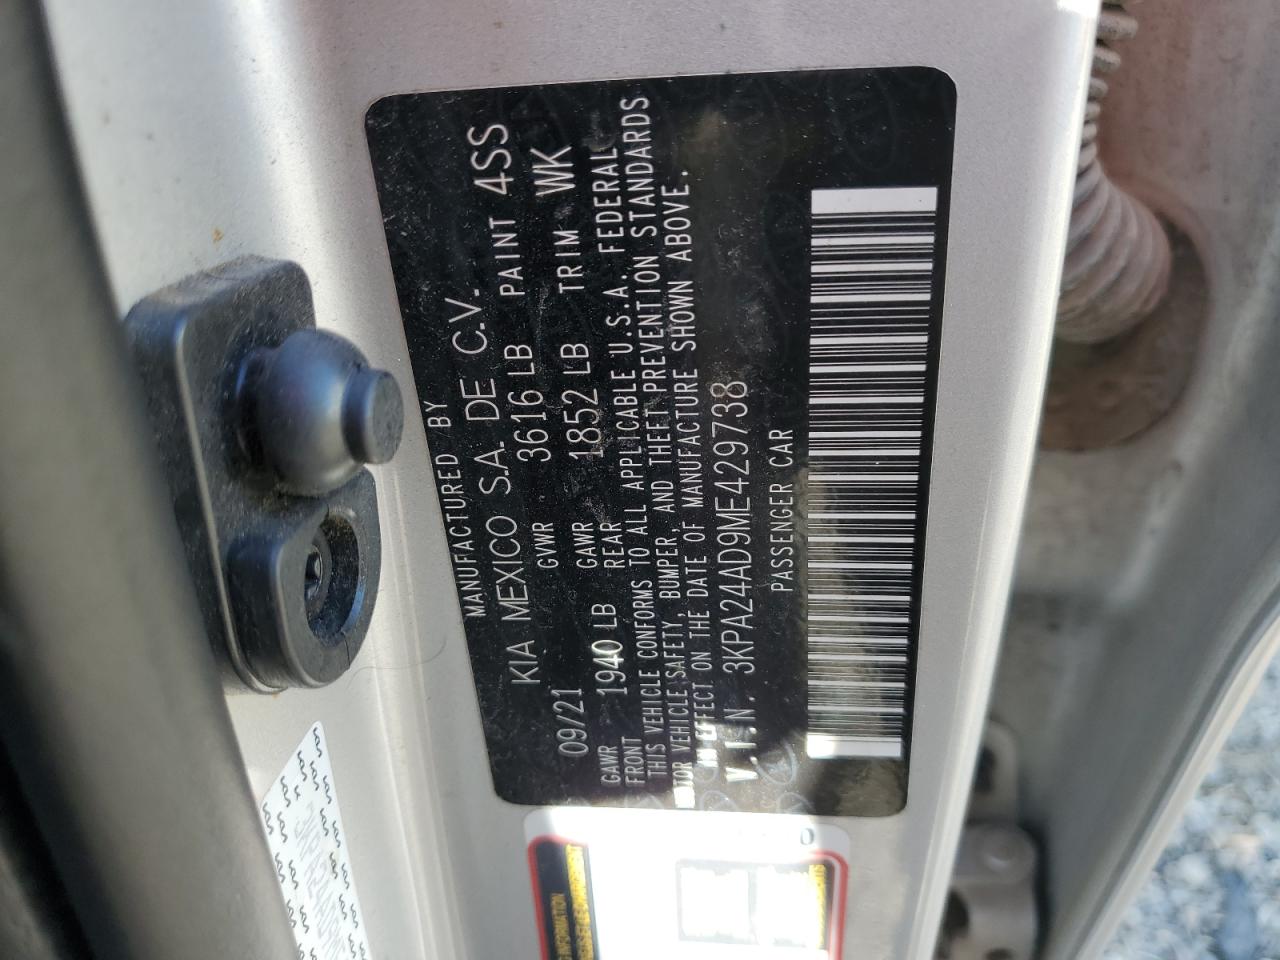 MANUFACTURED BY
KIA MEXICO S.A. DE C.V.
09/21 GVWR 3616 LB PAINT 4SS
GAWR FRONT 1940 LB GAWR REAR 1852 LB TRIM WK
THIS VEHICLE CONFORMS TO ALL APPLICABLE U.S.A. FEDERAL
MOTOR VEHICLE SAFETY, BUMPER, AND THEFT PREVENTION STANDARDS
IN EFFECT ON THE DATE OF MANUFACTURE SHOWN ABOVE.
V.I.N. 3KPA24AD9ME429738
PASSENGER CAR